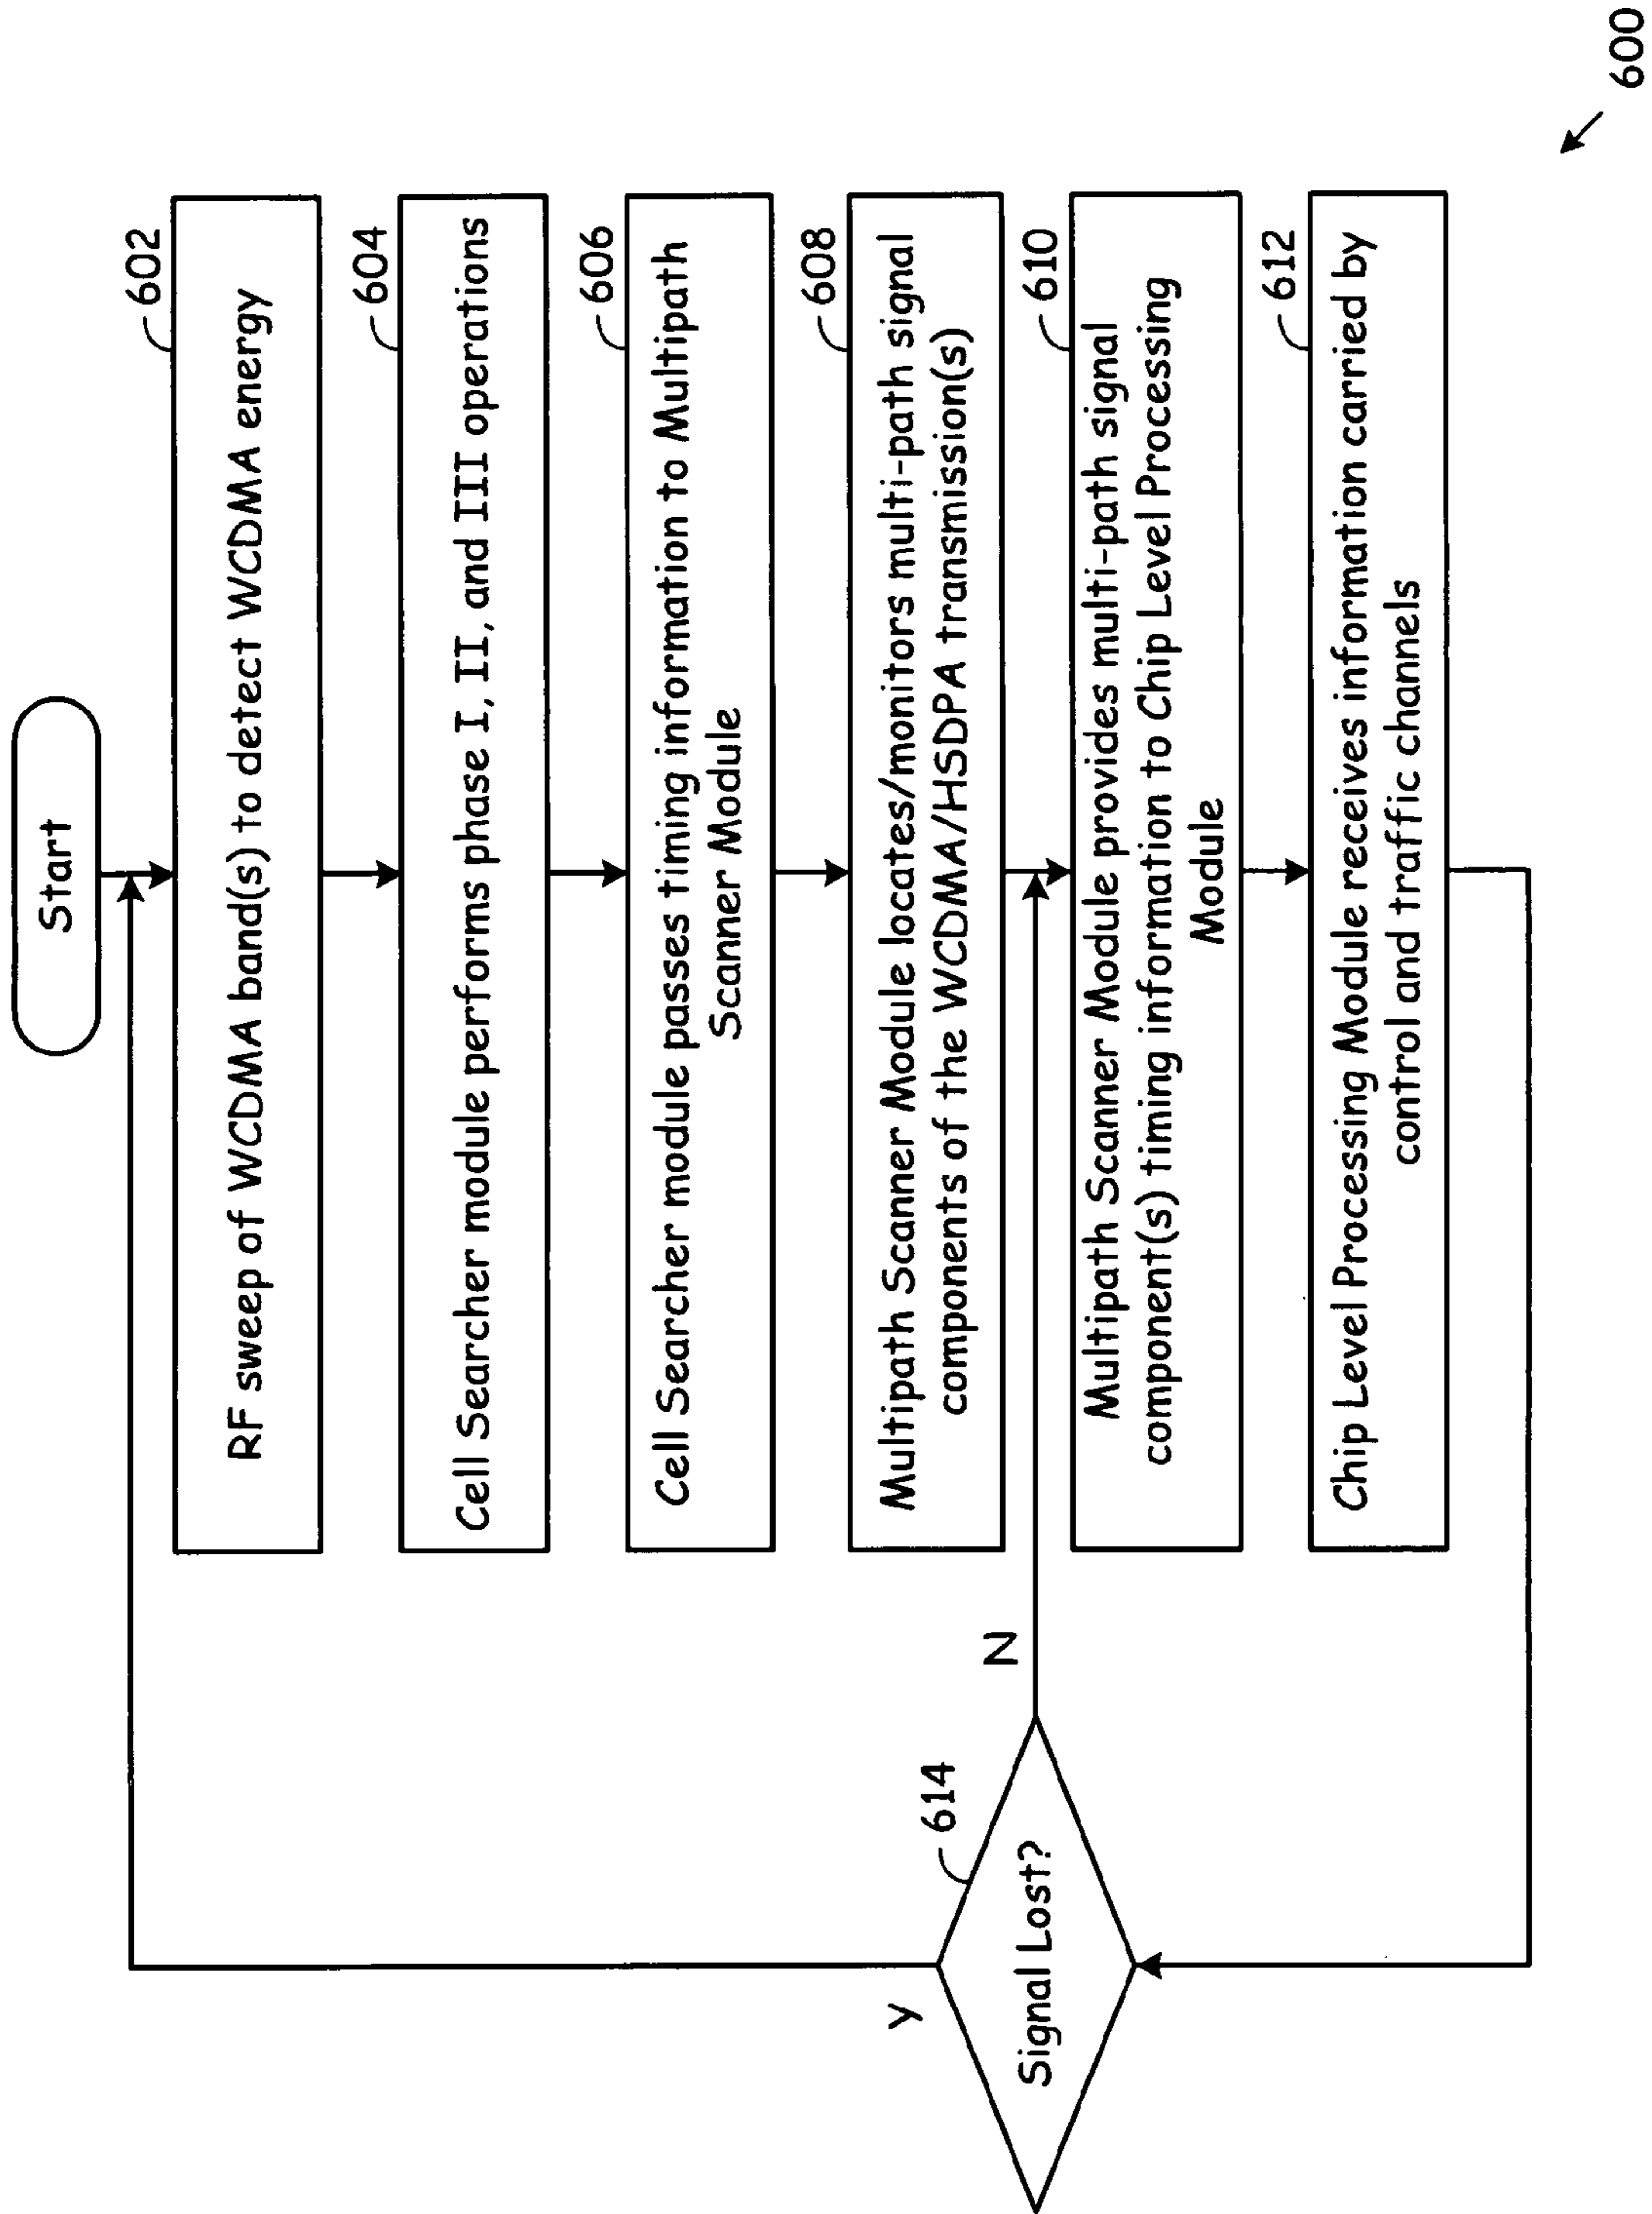 Start
602
RF sweep of WCDMA band(s) to detect WCDMA energy
604
Cell Searcher module performs phase I, II, and III operations
606
Cell Searcher module passes timing information to Multipath
Scanner Module
608
Multipath Scanner Module locates/monitors multi-path signal
components of the WCDMA/HSDPA transmission(s)
610
Multipath Scanner Module provides multi-path signal
component(s) timing information to Chip Level Processing
Module
612
Chip Level Processing Module receives information carried by
control and traffic channels
614
Signal Lost?
Y
N
600